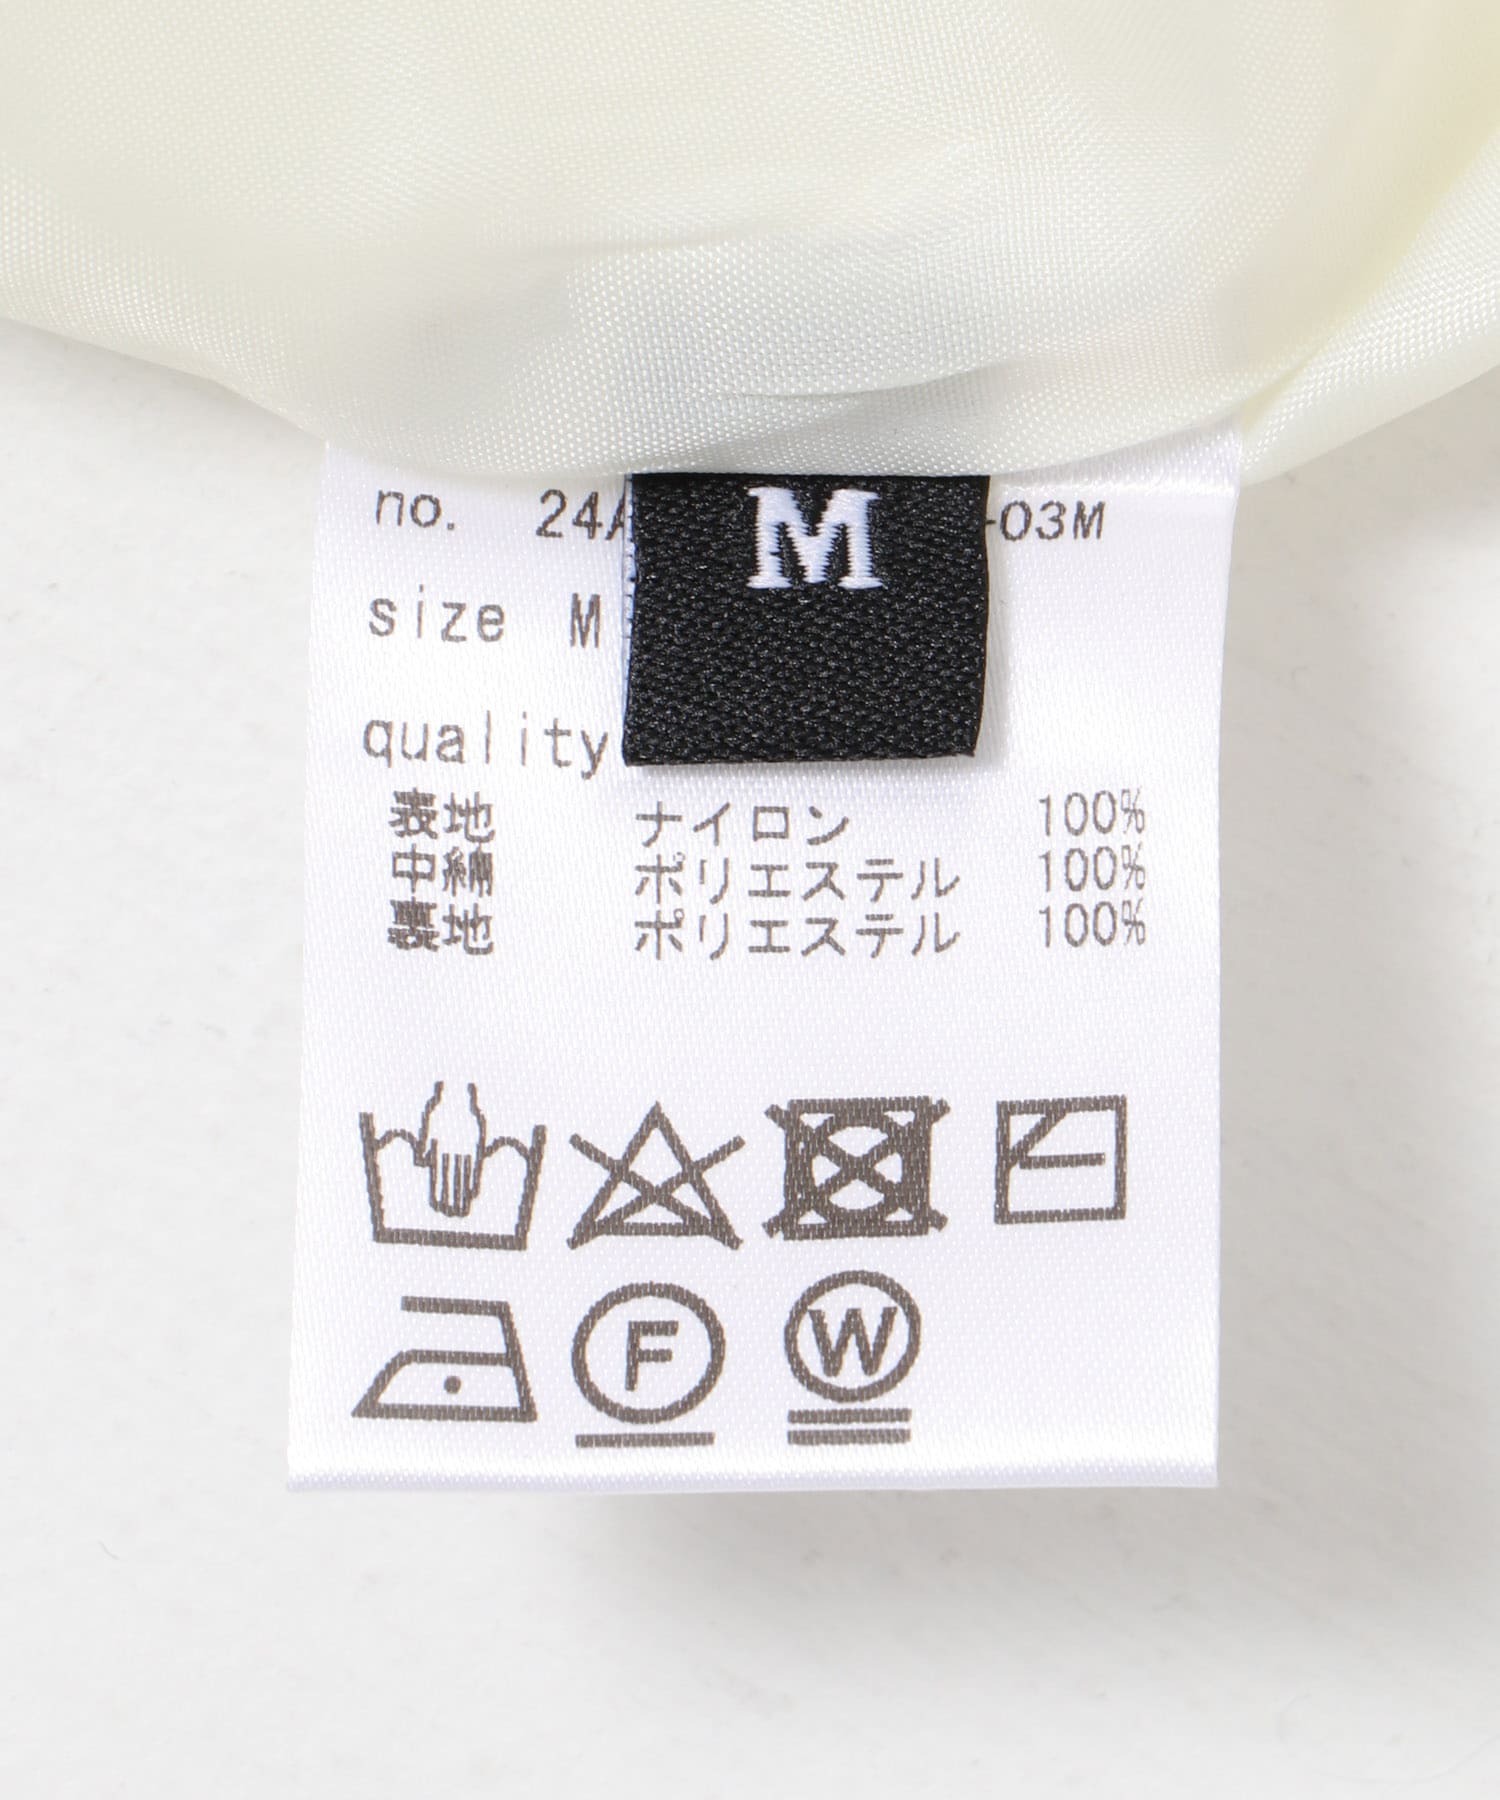 no. 24A -03M
M
size M
quality
表地 ナイロン 100%
中綿 ポリエステル 100%
裏地 ポリエステル 100%
F W